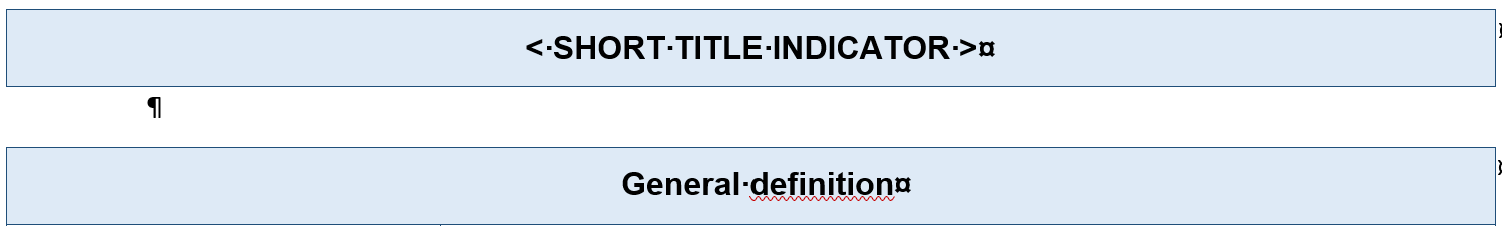 < SHORT TITLE INDICATOR >¤
¶
General definition¤